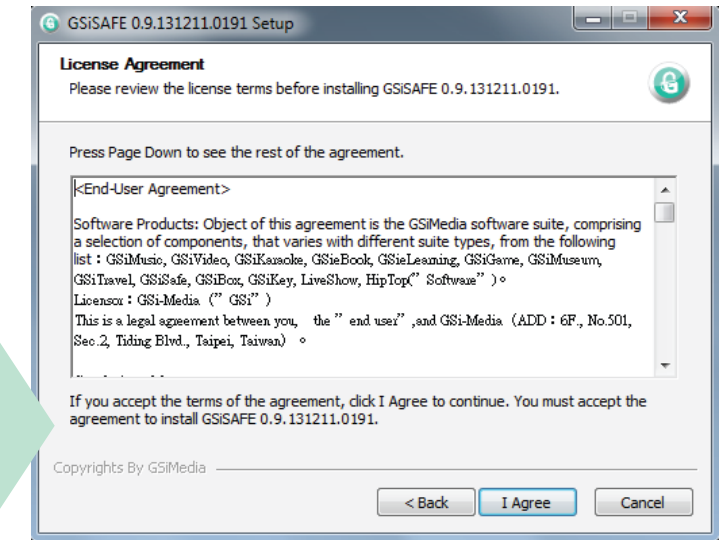 GSiSAFE 0.9.131211.0191 Setup
License Agreement
Please review the license terms before installing GSiSAFE 0.9.131211.0191.
Press Page Down to see the rest of the agreement.
<End-User Agreement>
Software Products: Object of this agreement is the GSiMedia software suite, comprising
a selection of components, that varies with different suite types, from the following
list：GSiMusic, GSiVideo, GSiKaraoke, GSieBook, GSieLearning, GSiGame, GSiMuseum,
GSiTravel, GSiSafe, GSiBox, GSiKey, LiveShow, HipTop(” Software” )。
Licensor：GSi-Media（” GSi” ）
This is a legal agreement between you, the ” end user” ,and GSi-Media（ADD：6F., No.501,
Sec.2, Tiding Blvd., Taipei, Taiwan）。
If you accept the terms of the agreement, click I Agree to continue. You must accept the
agreement to install GSiSAFE 0.9.131211.0191.
Copyrights By GSiMedia
< Back I Agree Cancel